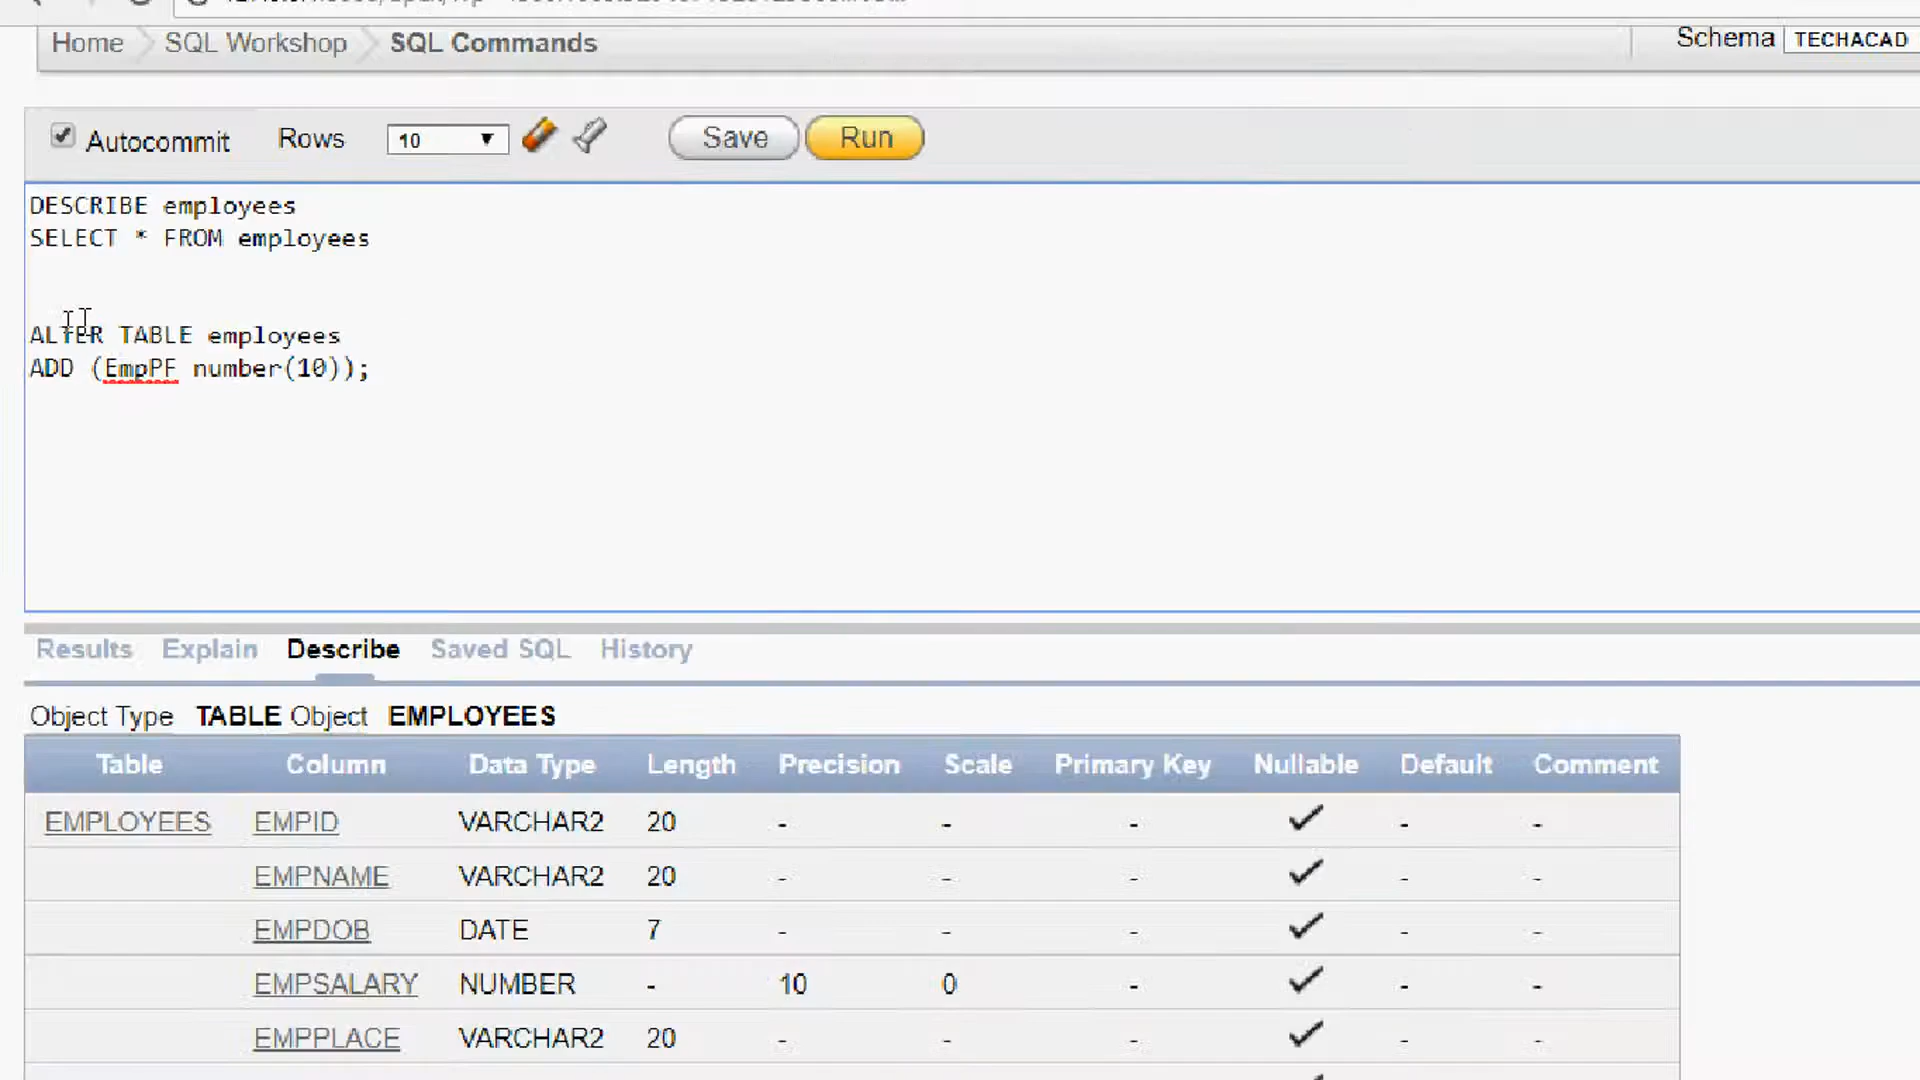 Home SQL Workshop SQL Commands Schema TECHACAD
Autocommit Rows 10 Save Run
DESCRIBE employees
SELECT * FROM employees
ALTER TABLE employees
ADD (EmpPF number(10));
Results Explain Describe Saved SQL History
Object Type TABLE Object EMPLOYEES
Table Column Data Type Length Precision Scale Primary Key Nullable Default Comment
EMPLOYEES EMPID VARCHAR2 20 - - - - -
EMPNAME VARCHAR2 20 - - - - -
EMPDOB DATE 7 - - - - -
EMPSALARY NUMBER - 10 0 - - -
EMPPLACE VARCHAR2 20 - - - - -